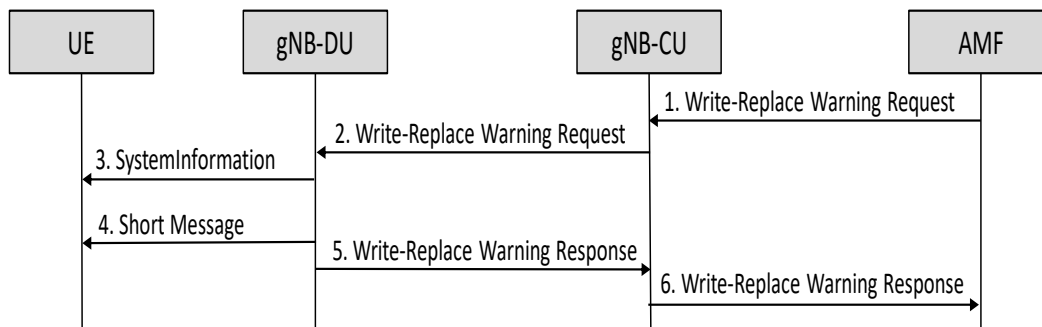 UE
gNB-DU
gNB-CU
AMF
1. Write-Replace Warning Request
2. Write-Replace Warning Request
3. SystemInformation
4. Short Message
5. Write-Replace Warning Response
6. Write-Replace Warning Response